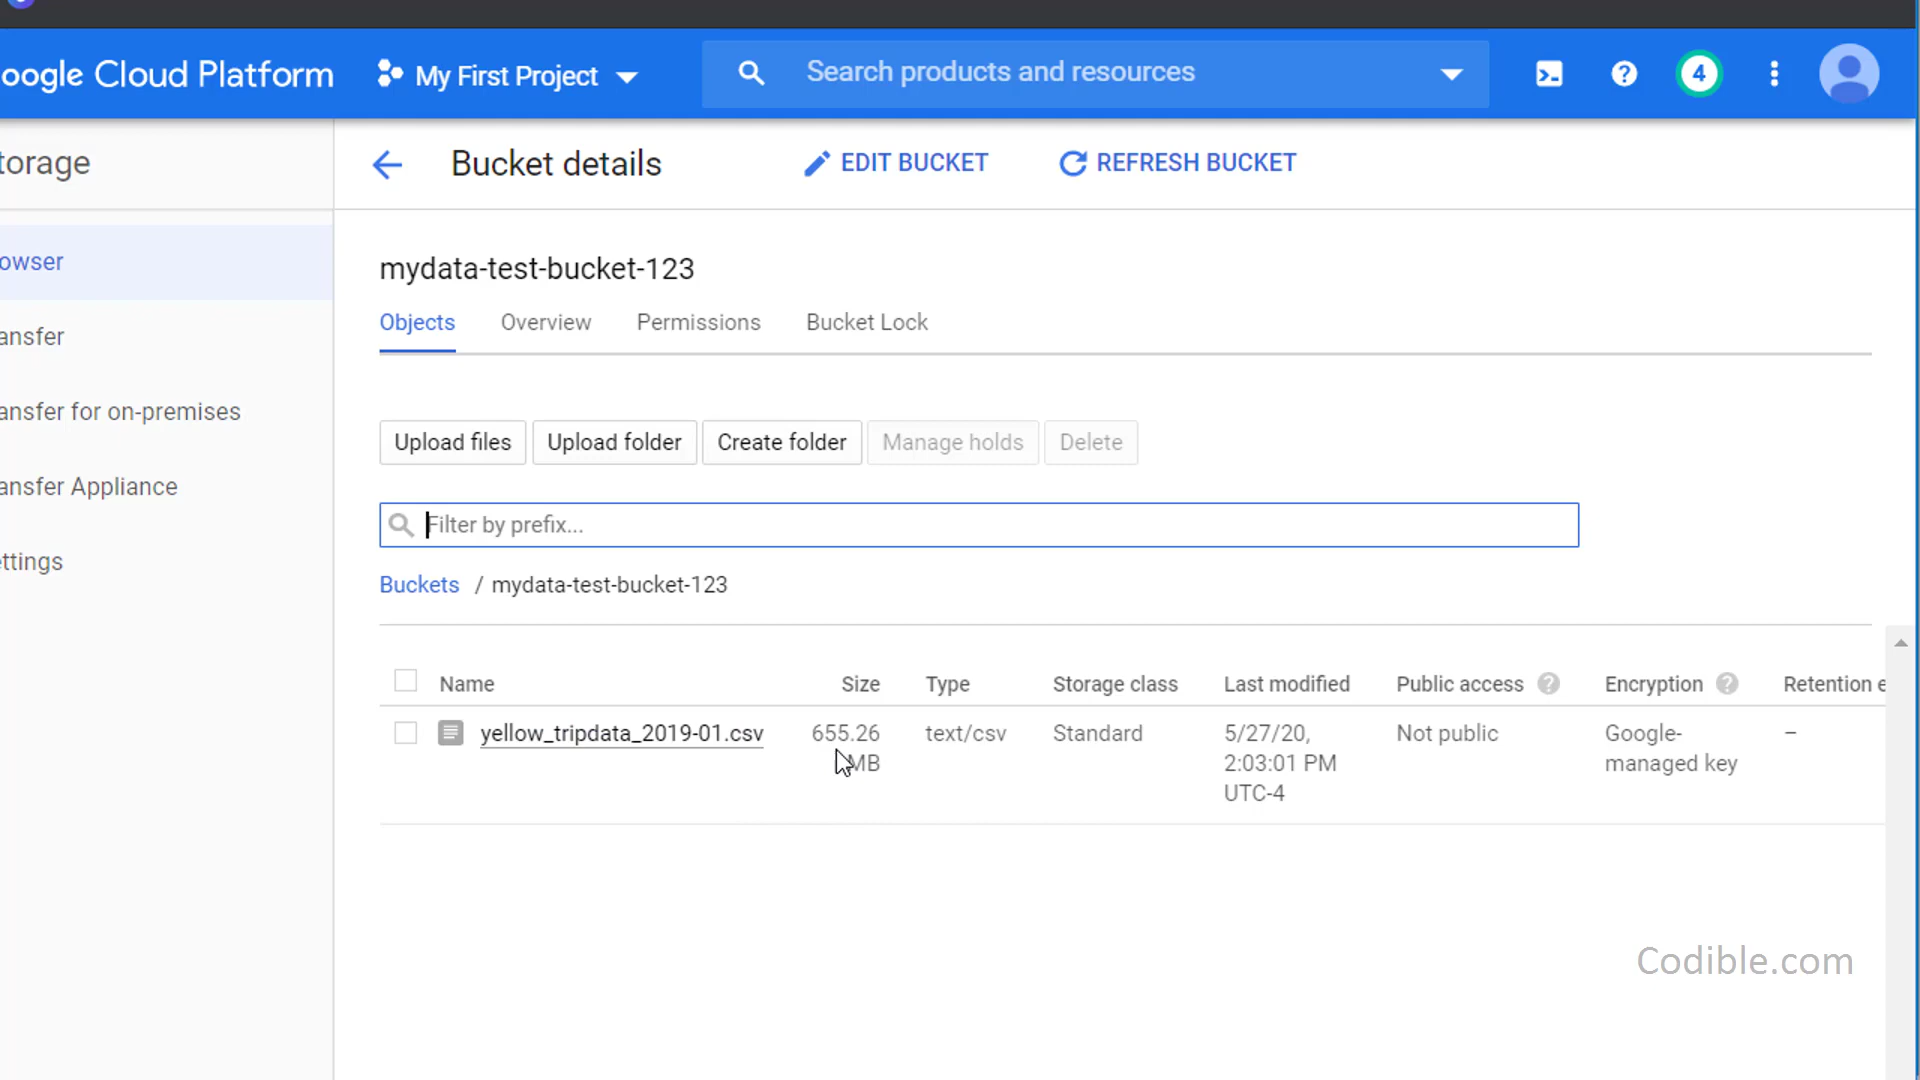 oogle Cloud Platform My First Project Search products and resources 4
torage
Bucket details EDIT BUCKET REFRESH BUCKET
owser
ansfer
ansfer for on-premises
ansfer Appliance
ttings
mydata-test-bucket-123
Objects Overview Permissions Bucket Lock
Upload files Upload folder Create folder Manage holds Delete
Filter by prefix...
Buckets / mydata-test-bucket-123
Name Size Type Storage class Last modified Public access Encryption Retention e
yellow_tripdata_2019-01.csv 655.26 text/csv Standard 5/27/20, Not public Google- –
MB 2:03:01 PM managed key
UTC-4
Codible.com